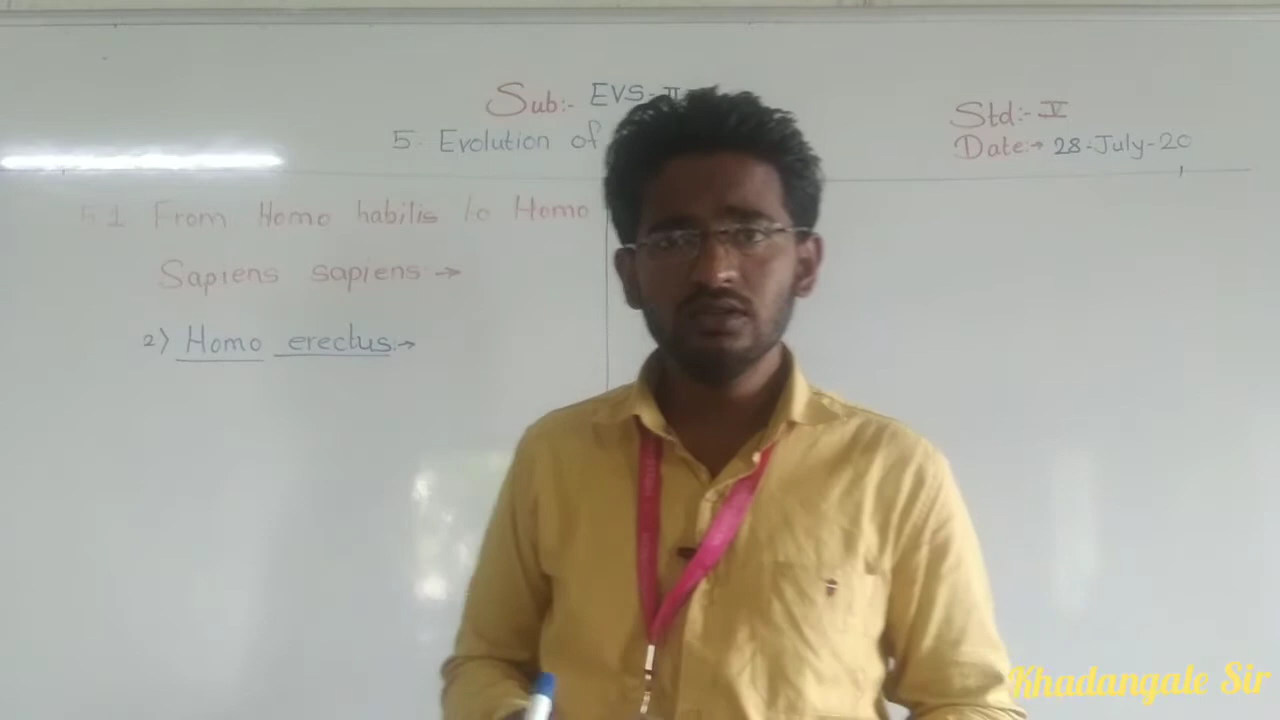 Sub:- EVS-II
Std:- V
5. Evolution of
Date:→ 28-July-20
5.1 From Homo habilis to Homo
Sapiens sapiens:→
2) Homo erectus:→
Khadangale Sir